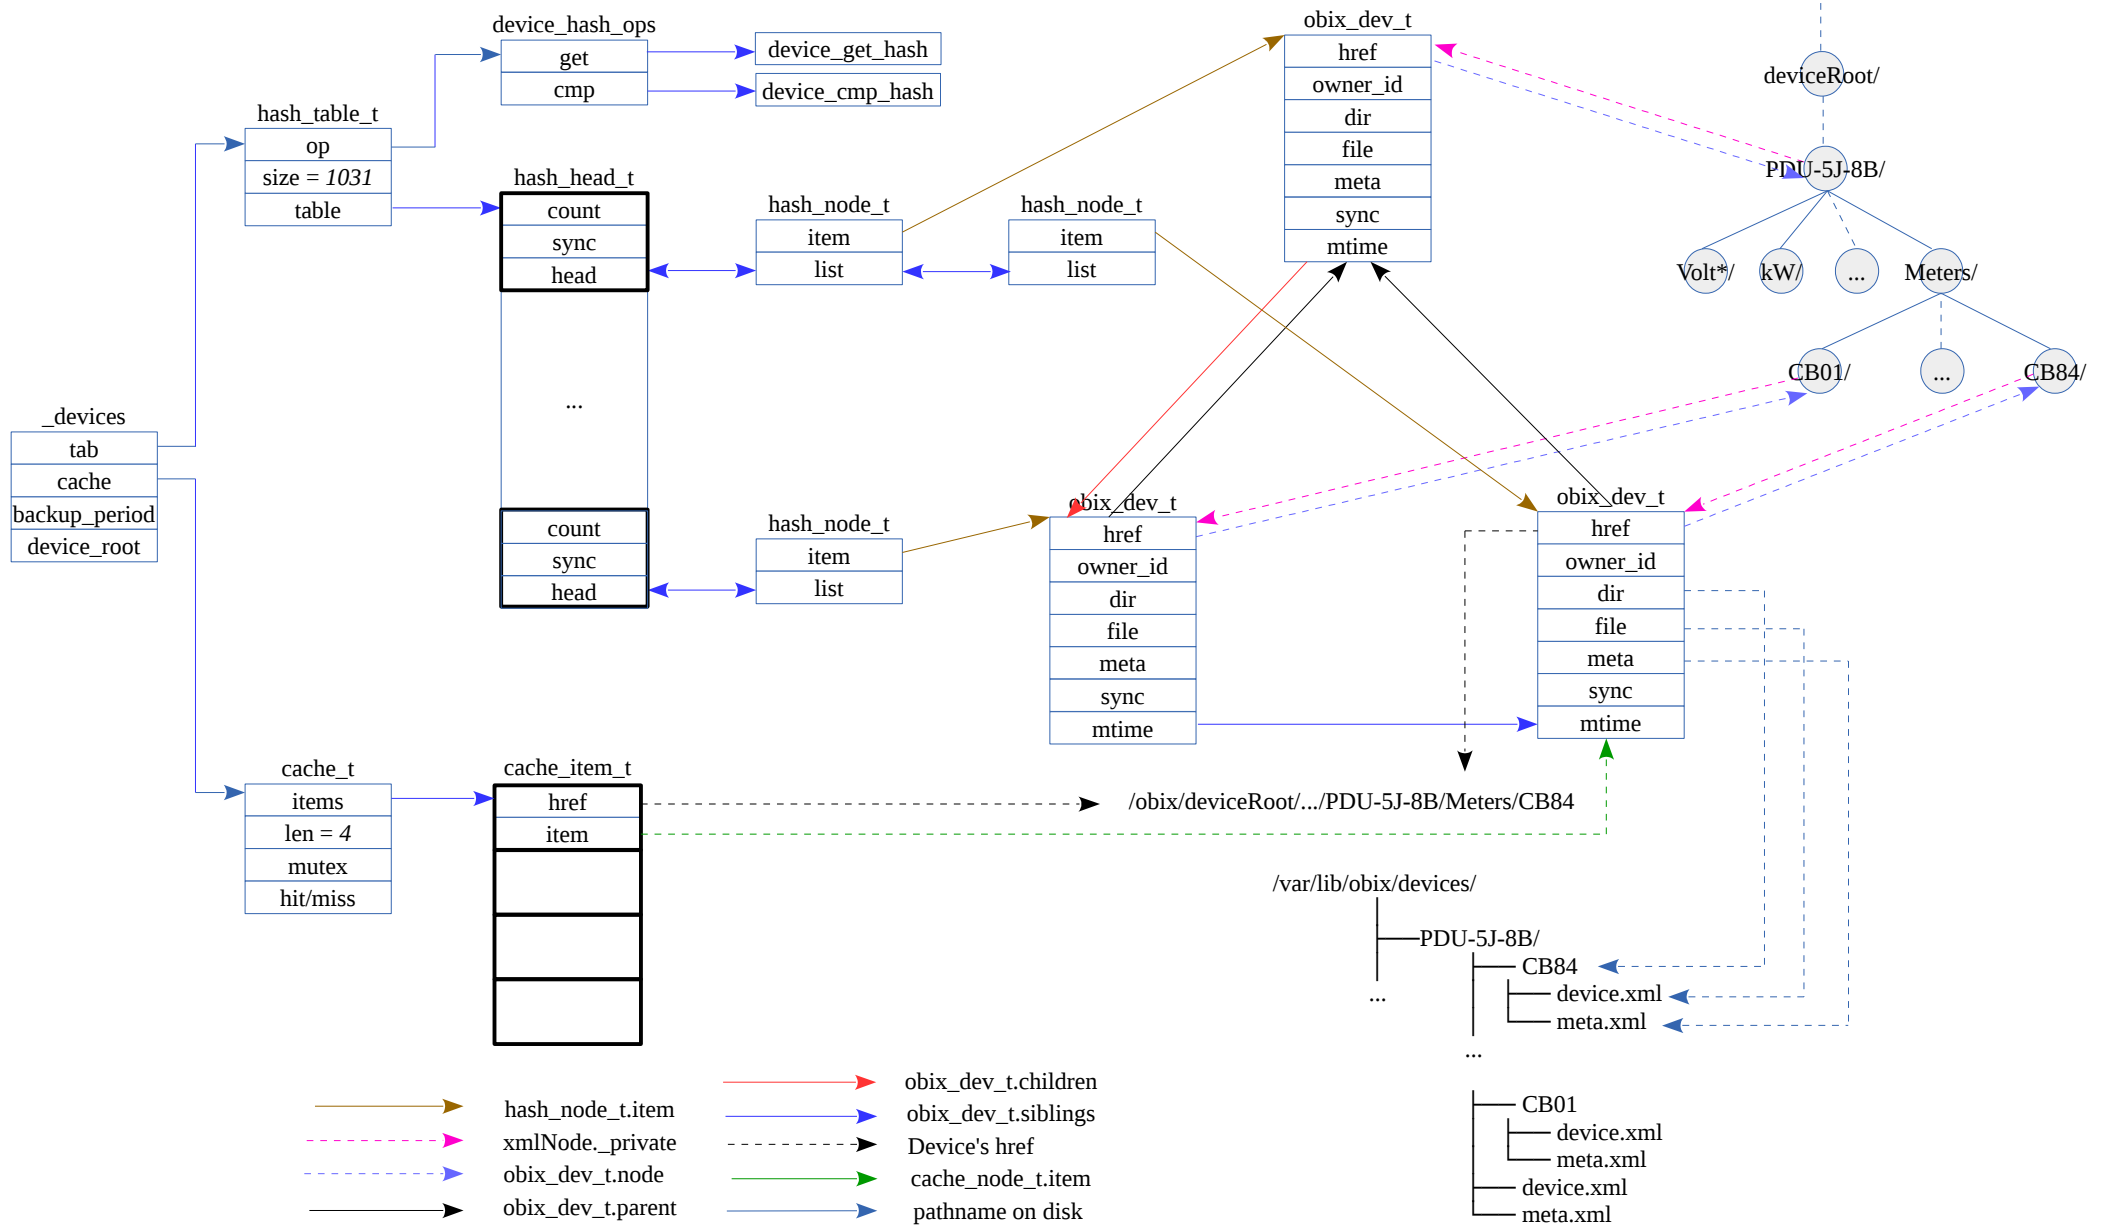 device_hash_ops
get
cmp
device_get_hash
device_cmp_hash
hash_table_t
op
size = 1031
table
hash_head_t
count
sync
head
...
count
sync
head
hash_node_t
item
list
hash_node_t
item
list
hash_node_t
item
list
obix_dev_t
href
owner_id
dir
file
meta
sync
mtime
deviceRoot/
PDU-5J-8B/
Volt*/
kW/
...
Meters/
CB01/
...
CB84/
_devices
tab
cache
backup_period
device_root
obix_dev_t
href
owner_id
dir
file
meta
sync
mtime
obix_dev_t
href
owner_id
dir
file
meta
sync
mtime
cache_t
items
len = 4
mutex
hit/miss
cache_item_t
href
item
/obix/deviceRoot/.../PDU-5J-8B/Meters/CB84
/var/lib/obix/devices/
PDU-5J-8B/
...
CB84
device.xml
meta.xml
...
CB01
device.xml
meta.xml
device.xml
meta.xml
hash_node_t.item
xmlNode._private
obix_dev_t.node
obix_dev_t.parent
obix_dev_t.children
obix_dev_t.siblings
Device's href
cache_node_t.item
pathname on disk